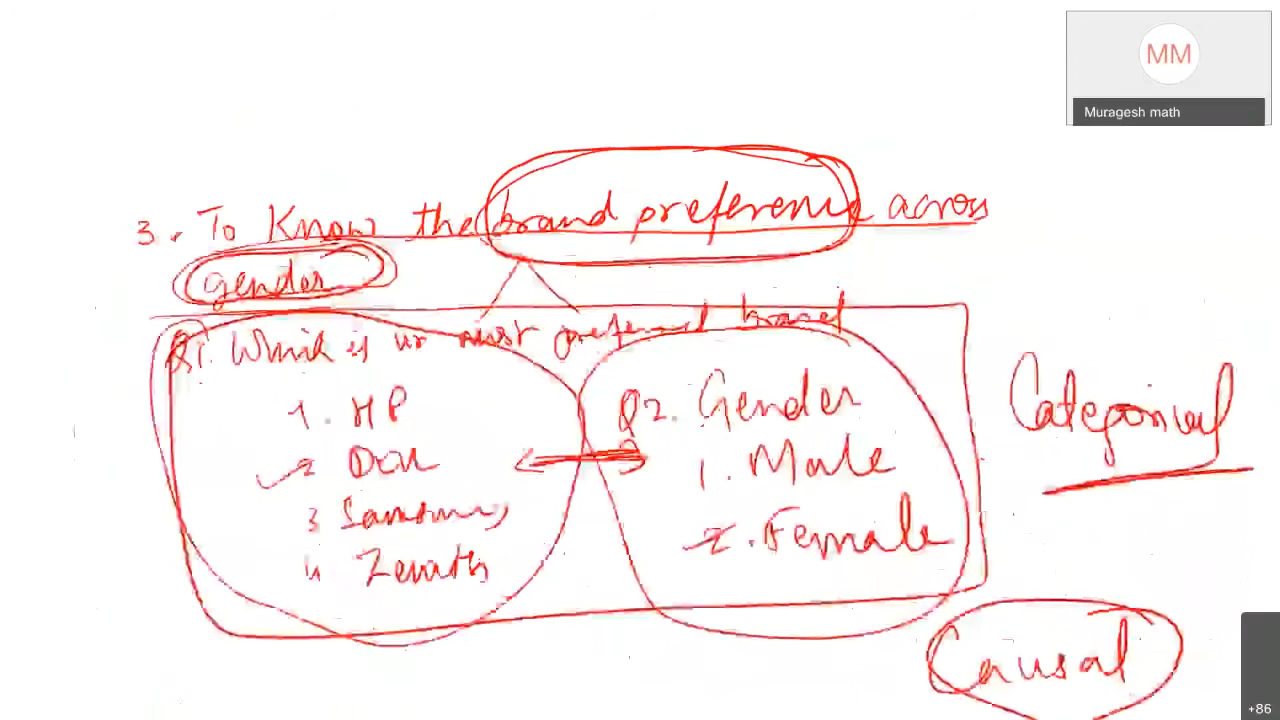 MM
Muragesh math
3. To Know the brand preference across
gender
Q1. Which is ur most preferred brand
1. HP
2 Dell
3 Samsung
4 Zenith
Q2. Gender
1. Male
2. Female
Categorical
Causal
+86